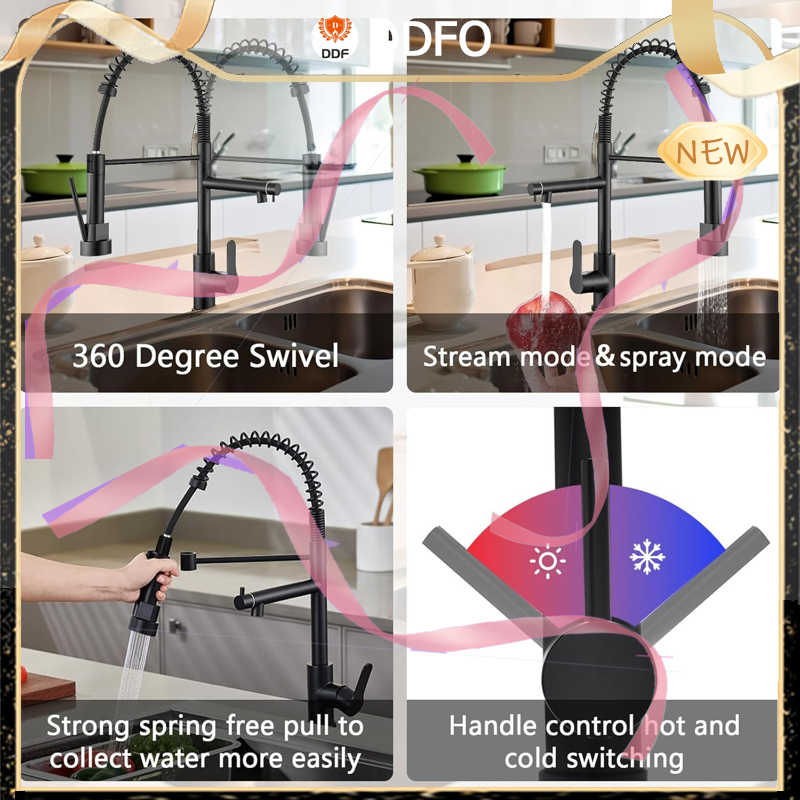 DDF
DDFO
NEW
360 Degree Swivel
Stream mode & spray mode
Strong spring free pull to
collect water more easily
Handle control hot and
cold switching